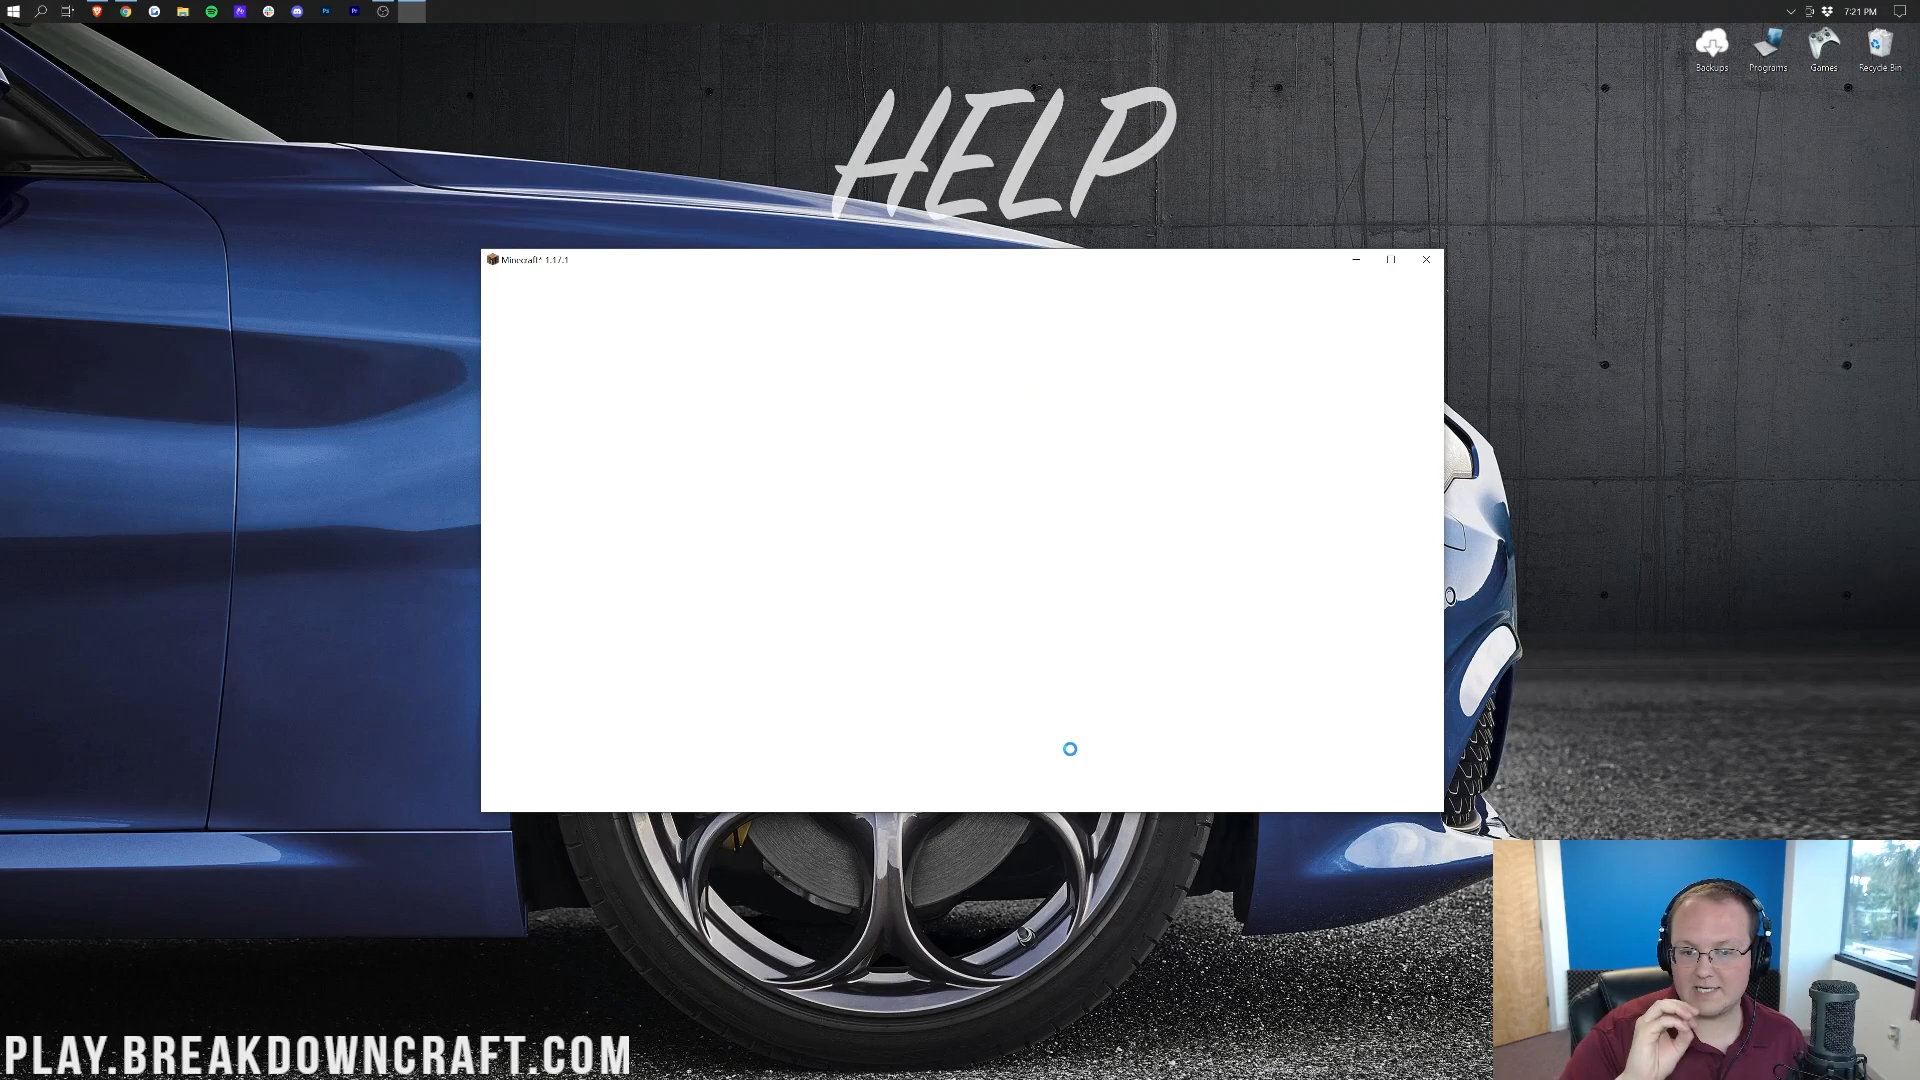 7:21 PM
Backups
Programs
Games
Recycle Bin
HELP
Minecraft* 1.17.1
PLAY.BREAKDOWNCRAFT.COM